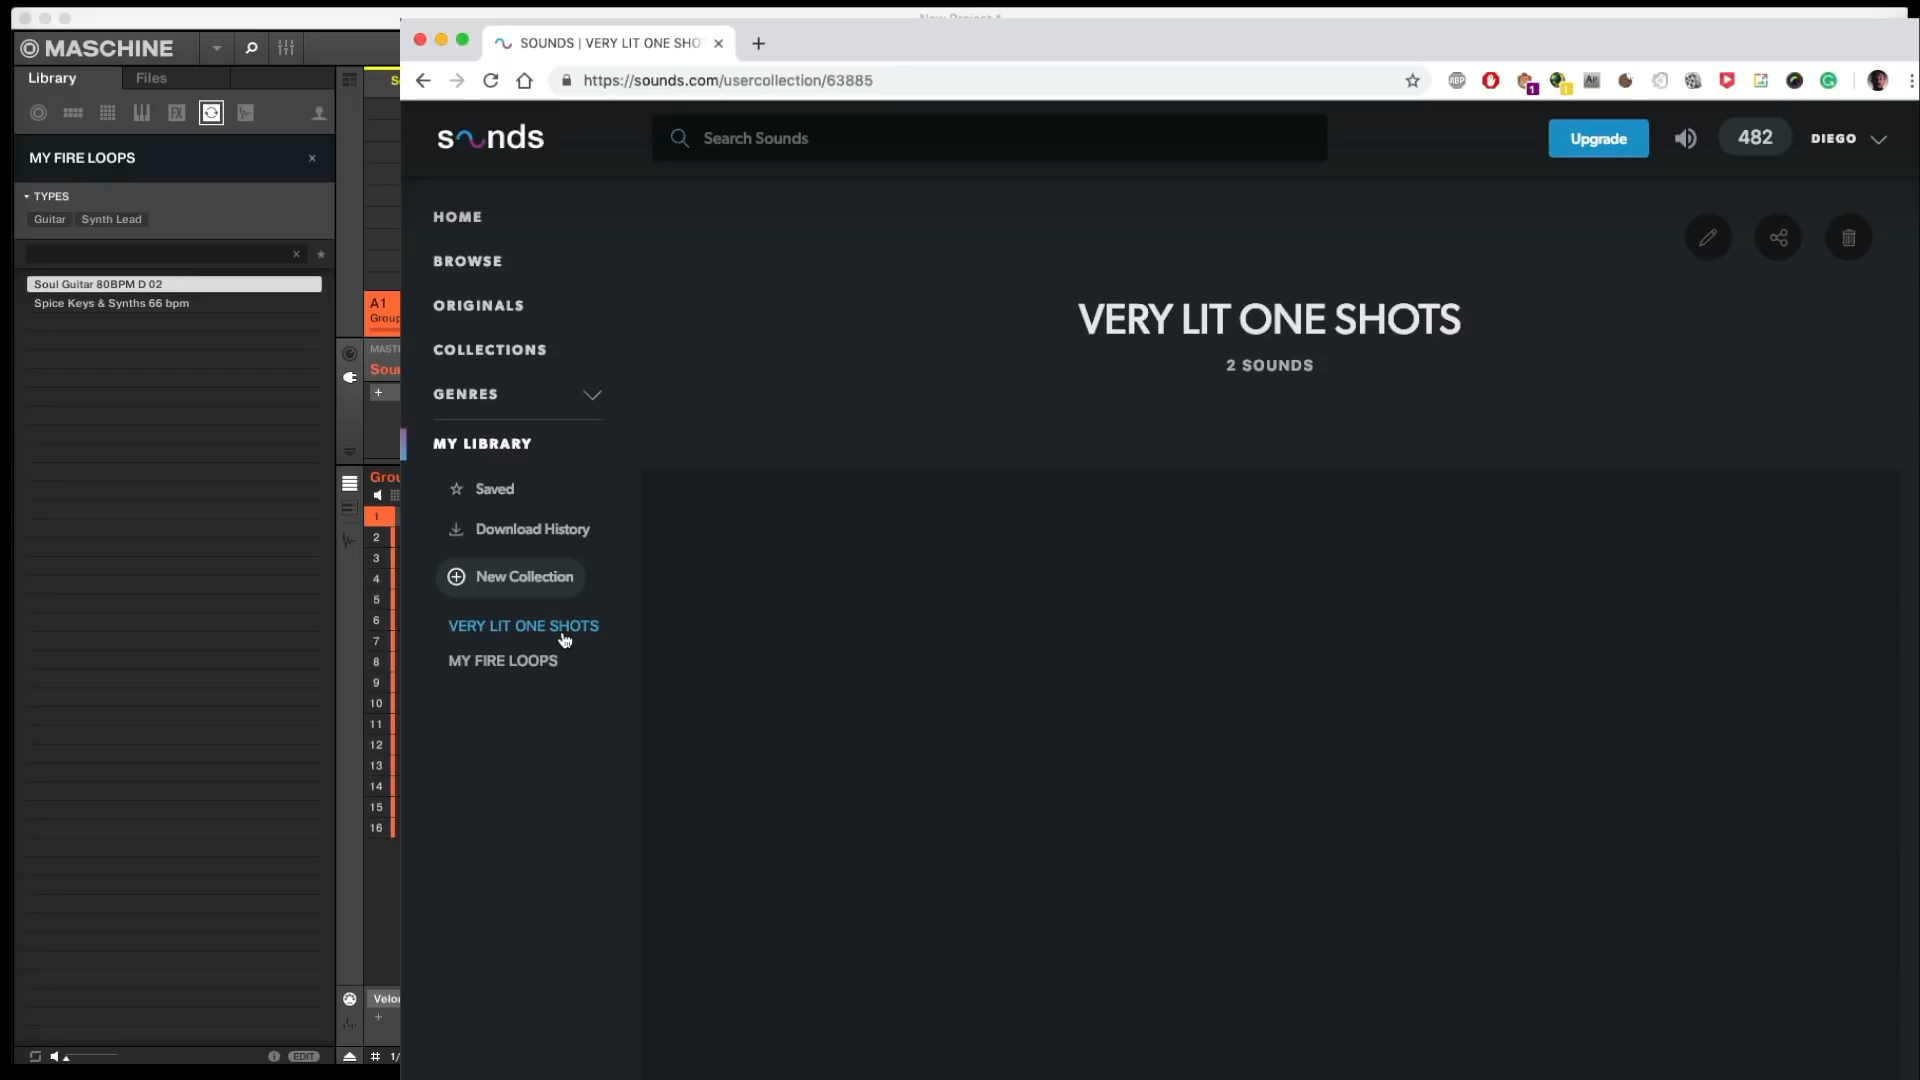 MASCHINE
Library
Files
MY FIRE LOOPS
TYPES
Guitar
Synth Lead
Soul Guitar 80BPM D 02
Spice Keys & Synths 66 bpm
EDIT
A1
Group
+
1
2
3
4
5
6
7
8
9
10
11
12
13
14
15
16
+
SOUNDS | VERY LIT ONE SHO
https://sounds.com/usercollection/63885
ABP
1
sounds
Search Sounds
Upgrade
482
DIEGO
HOME
BROWSE
ORIGINALS
COLLECTIONS
GENRES
MY LIBRARY
Saved
Download History
New Collection
VERY LIT ONE SHOTS
MY FIRE LOOPS
VERY LIT ONE SHOTS
2 SOUNDS